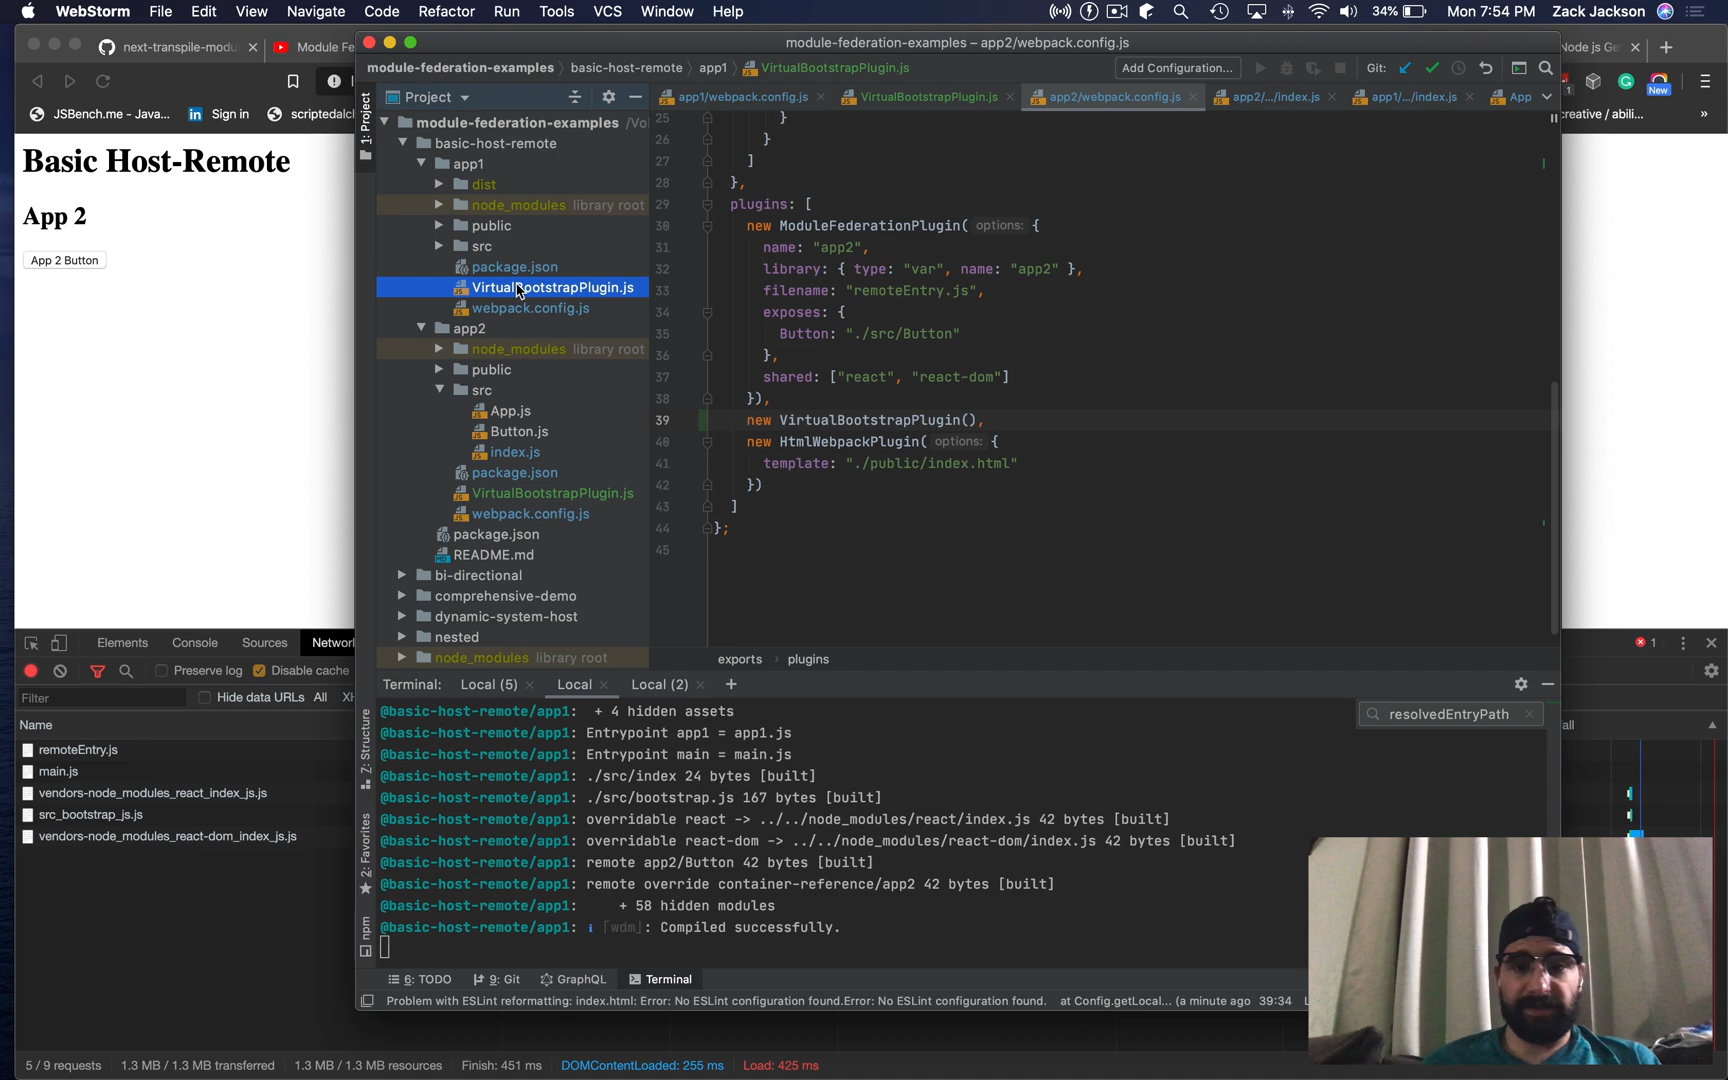 WebStorm File Edit View Navigate Code Refactor Run Tools VCS Window Help
34% Mon 7:54 PM Zack Jackson
next-transpile-modu
Module Fe
module-federation-examples – app2/webpack.config.js
module-federation-examples basic-host-remote app1 VirtualBootstrapPlugin.js
Add Configuration...
Git:
JSBench.me - Java...
Sign in
scriptedalc
New
creative / abili...
»
Basic Host-Remote
App 2
App 2 Button
1: Project
Project
module-federation-examples /Vo
basic-host-remote
app1
dist
node_modules library root
public
src
package.json
VirtualBootstrapPlugin.js
webpack.config.js
app2
node_modules library root
public
src
App.js
Button.js
index.js
package.json
VirtualBootstrapPlugin.js
webpack.config.js
package.json
README.md
bi-directional
comprehensive-demo
dynamic-system-host
nested
node_modules library root
app1/webpack.config.js
VirtualBootstrapPlugin.js
app2/webpack.config.js
app2/.../index.js
app1/.../index.js
App
25 }
26 }
27 ]
28 },
29 plugins: [
30 new ModuleFederationPlugin( options: {
31 name: "app2",
32 library: { type: "var", name: "app2" },
33 filename: "remoteEntry.js",
34 exposes: {
35 Button: "./src/Button"
36 },
37 shared: ["react", "react-dom"]
38 }),
39 new VirtualBootstrapPlugin(),
40 new HtmlWebpackPlugin( options: {
41 template: "./public/index.html"
42 })
43 ]
44 };
45
exports › plugins
Terminal: Local (5) Local Local (2) +
resolvedEntryPath
@basic-host-remote/app1: + 4 hidden assets
@basic-host-remote/app1: Entrypoint app1 = app1.js
@basic-host-remote/app1: Entrypoint main = main.js
@basic-host-remote/app1: ./src/index 24 bytes [built]
@basic-host-remote/app1: ./src/bootstrap.js 167 bytes [built]
@basic-host-remote/app1: overridable react -> ../../node_modules/react/index.js 42 bytes [built]
@basic-host-remote/app1: overridable react-dom -> ../../node_modules/react-dom/index.js 42 bytes [built]
@basic-host-remote/app1: remote app2/Button 42 bytes [built]
@basic-host-remote/app1: remote override container-reference/app2 42 bytes [built]
@basic-host-remote/app1: + 58 hidden modules
@basic-host-remote/app1: ℹ ｢wdm｣: Compiled successfully.
Z: Structure
2: Favorites
npm
6: TODO
9: Git
GraphQL
Terminal
Problem with ESLint reformatting: index.html: Error: No ESLint configuration found.Error: No ESLint configuration found. at Config.getLocal... (a minute ago 39:34
Elements Console Sources Network
1
Preserve log
Disable cache
Filter
Hide data URLs
All
Name
remoteEntry.js
main.js
vendors-node_modules_react_index_js.js
src_bootstrap_js.js
vendors-node_modules_react-dom_index_js.js
5 / 9 requests 1.3 MB / 1.3 MB transferred 1.3 MB / 1.3 MB resources Finish: 451 ms DOMContentLoaded: 255 ms Load: 425 ms